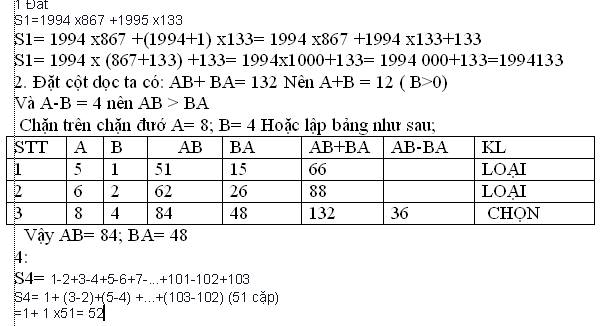 1 Đặt
S1=1994 x867 +1995 x133
S1= 1994 x867 +(1994+1) x133= 1994 x867 +1994 x133+133
S1= 1994 x (867+133) +133= 1994x1000+133= 1994 000+133=1994133
2. Đặt cột dọc ta có: AB+ BA= 132 Nên A+B = 12 ( B>0)
Và A-B = 4 nên AB > BA
Chặn trên chặn đướ A= 8; B= 4 Hoặc lập bảng như sau;
STT A B AB BA AB+BA AB-BA KL
1 5 1 51 15 66 LOẠI
2 6 2 62 26 88 LOẠI
3 8 4 84 48 132 36 CHỌN
Vậy AB= 84; BA= 48
4:
S4= 1-2+3-4+5-6+7-...+101-102+103
S4= 1+ (3-2)+(5-4) +...+(103-102) (51 cặp)
=1+ 1 x51= 52